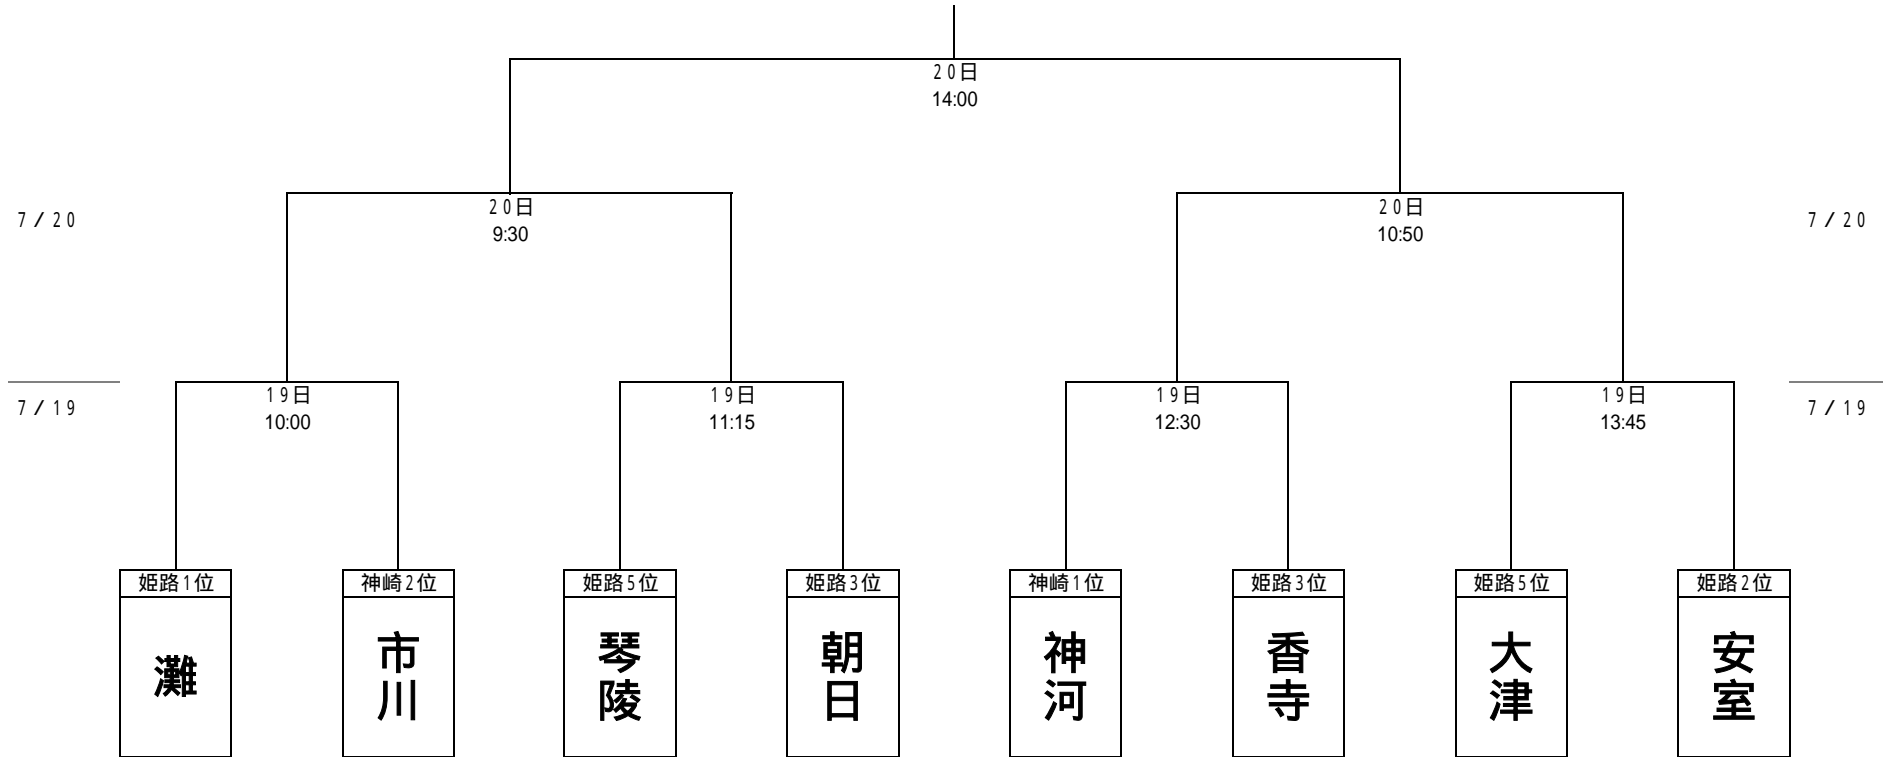 20日
14:00
7/20
20日
9:30
20日
10:50
7/20
7/19
19日
10:00
19日
11:15
19日
12:30
19日
13:45
7/19
姫路1位
神崎2位
姫路5位
姫路3位
神崎1位
姫路3位
姫路5位
姫路2位
灘
市川
琴陵
朝日
神河
香寺
大津
安室